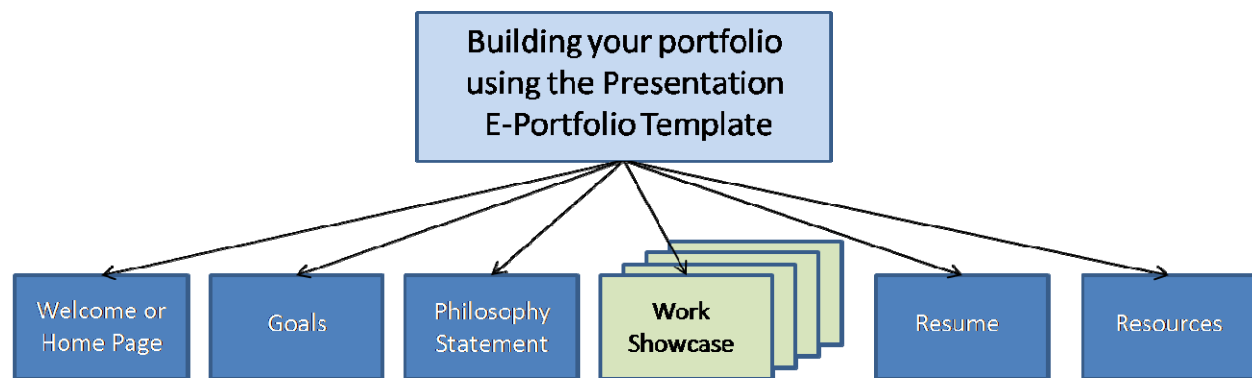 Building your portfolio
using the Presentation
E-Portfolio Template
Welcome or
Home Page
Goals
Philosophy
Statement
Work
Showcase
Resume
Resources